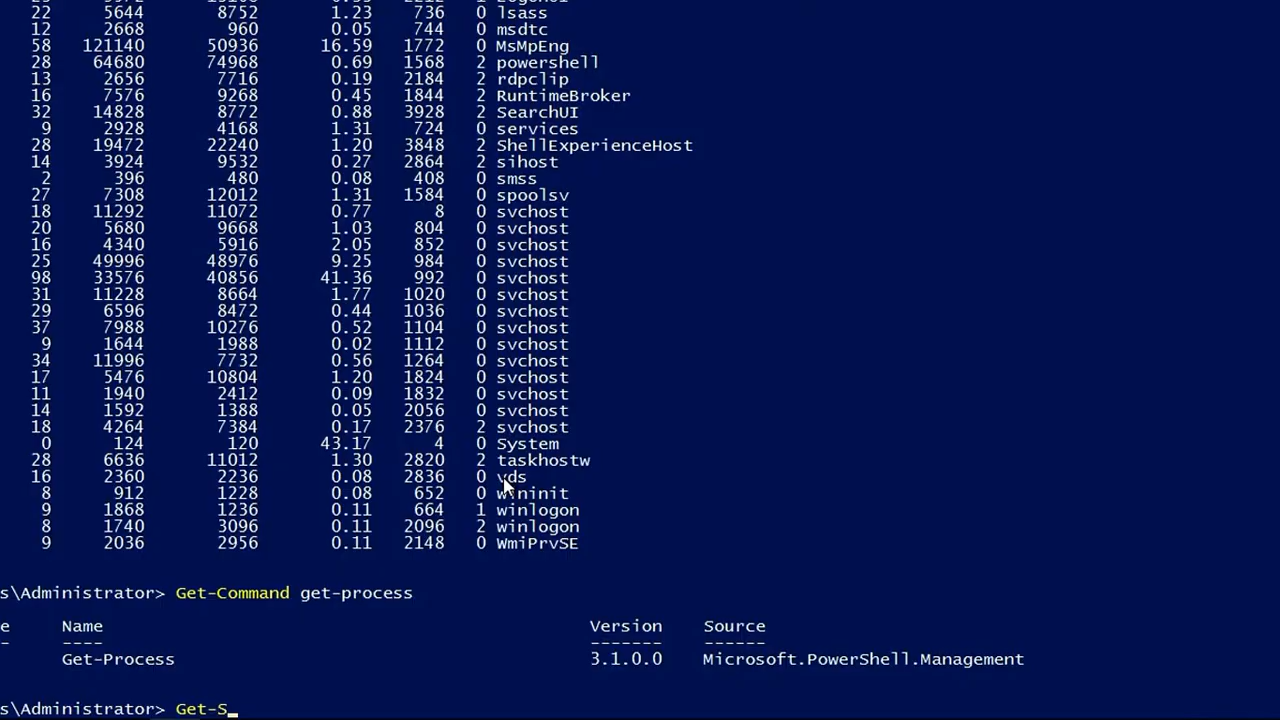 22 5644 8752 1.23 736 0 lsass
12 2668 960 0.05 744 0 msdtc
58 121140 50936 16.59 1772 0 MsMpEng
28 64680 74968 0.69 1568 2 powershell
13 2656 7716 0.19 2184 2 rdpclip
16 7576 9268 0.45 1844 2 RuntimeBroker
32 14828 8772 0.88 3928 2 SearchUI
9 2928 4168 1.31 724 0 services
28 19472 22240 1.20 3848 2 ShellExperienceHost
14 3924 9532 0.27 2864 2 sihost
2 396 480 0.08 408 0 smss
27 7308 12012 1.31 1584 0 spoolsv
18 11292 11072 0.77 8 0 svchost
20 5680 9668 1.03 804 0 svchost
16 4340 5916 2.05 852 0 svchost
25 49996 48976 9.25 984 0 svchost
98 33576 40856 41.36 992 0 svchost
31 11228 8664 1.77 1020 0 svchost
29 6596 8472 0.44 1036 0 svchost
37 7988 10276 0.52 1104 0 svchost
9 1644 1988 0.02 1112 0 svchost
34 11996 7732 0.56 1264 0 svchost
17 5476 10804 1.20 1824 0 svchost
11 1940 2412 0.09 1832 0 svchost
14 1592 1388 0.05 2056 0 svchost
18 4264 7384 0.17 2376 2 svchost
0 124 120 43.17 4 0 System
28 6636 11012 1.30 2820 2 taskhostw
16 2360 2236 0.08 2836 0 vds
8 912 1228 0.08 652 0 wininit
9 1868 1236 0.11 664 1 winlogon
8 1740 3096 0.11 2096 2 winlogon
9 2036 2956 0.11 2148 0 WmiPrvSE
s\Administrator> Get-Command get-process
e Name Version Source
- ---- ------- ------
Get-Process 3.1.0.0 Microsoft.PowerShell.Management
s\Administrator> Get-S_